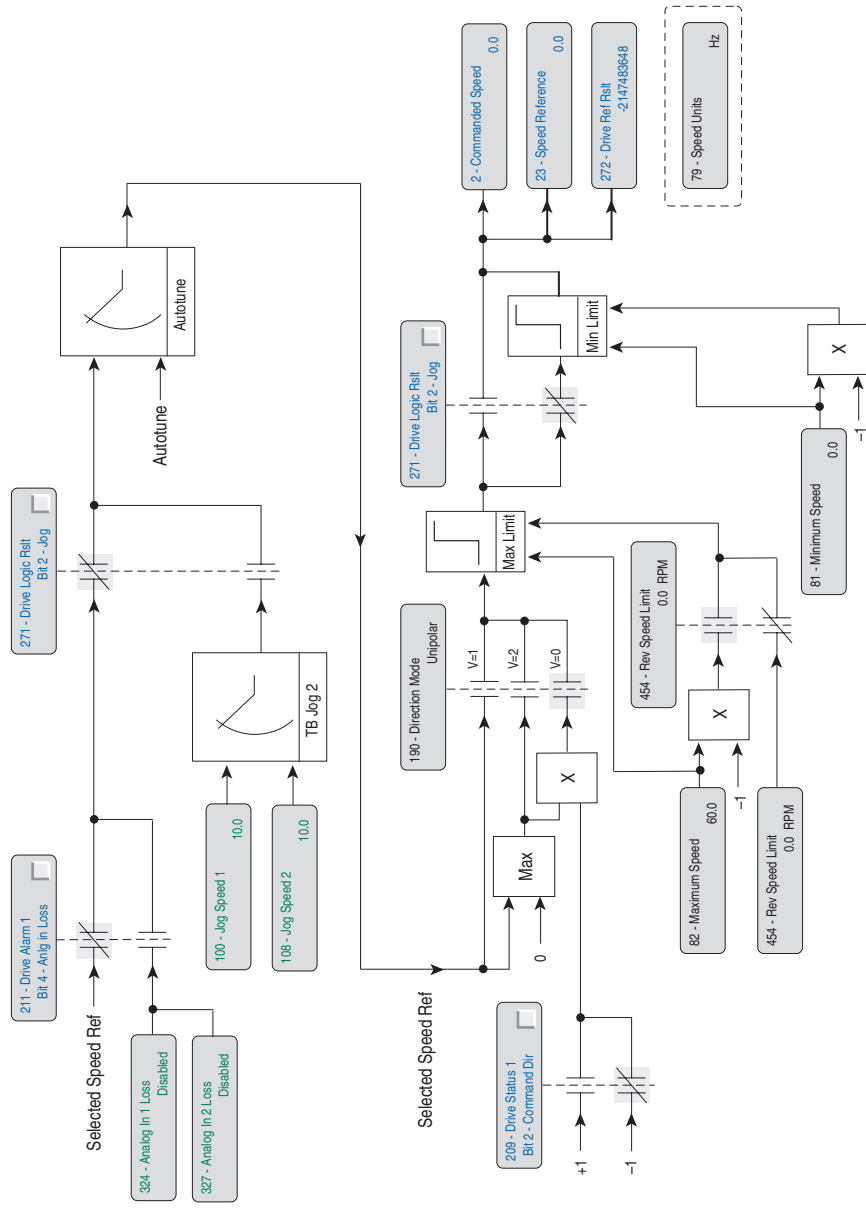 211 - Drive Alarm 1
Bit 4 - Anlg in Loss
Selected Speed Ref
324 - Analog In 1 Loss
Disabled
327 - Analog In 2 Loss
Disabled
271 - Drive Logic Rslt
Bit 2 - Jog
100 - Jog Speed 1
10.0
108 - Jog Speed 2
10.0
TB Jog 2
Autotune
Autotune
Selected Speed Ref
209 - Drive Status 1
Bit 2 - Command Dir
+1
–1
0
Max
X
190 - Direction Mode
Unipolar
V=1
V=2
V=0
Max Limit
82 - Maximum Speed
60.0
–1
X
454 - Rev Speed Limit
0.0 RPM
454 - Rev Speed Limit
0.0 RPM
271 - Drive Logic Rslt
Bit 2 - Jog
Min Limit
81 - Minimum Speed
0.0
–1
X
2 - Commanded Speed
0.0
23 - Speed Reference
0.0
272 - Drive Ref Rslt
-2147483648
79 - Speed Units
Hz